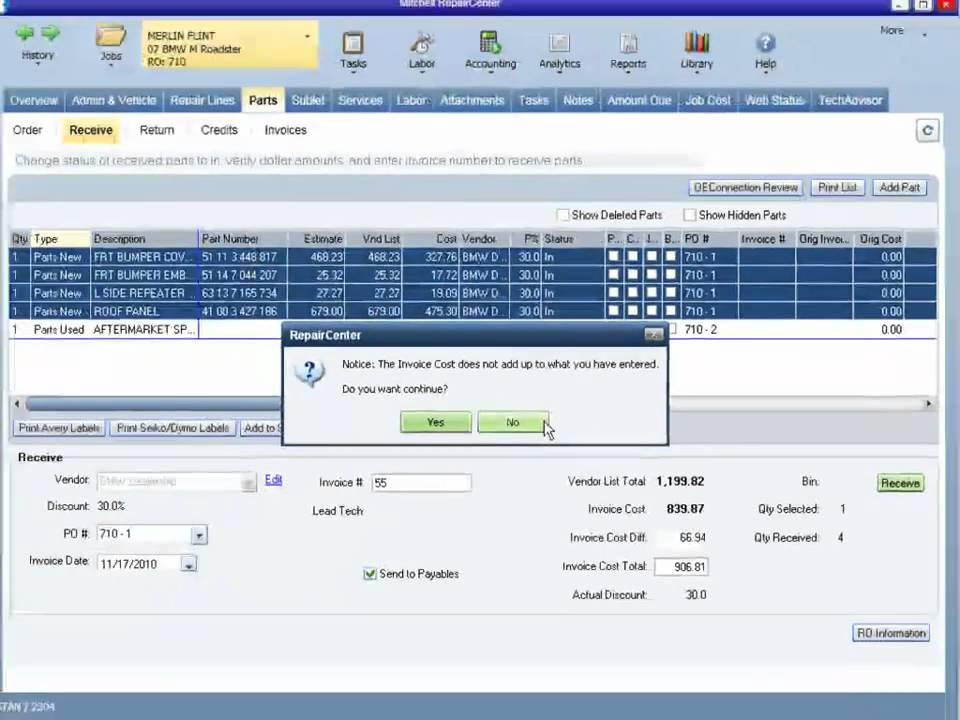 Mitchell RepairCenter
History
Jobs
MERLIN FLINT
07 BMW M Roadster
RO: 710
Tasks
Labor
Accounting
Analytics
Reports
Library
Help
More
Overview Admin & Vehicle Repair Lines Parts Sublet Services Labor Attachments Tasks Notes Amount Due Job Cost Web Status TechAdvisor
Order Receive Return Credits Invoices
Change status of received parts to in, verify dollar amounts, and enter invoice number to receive parts
OEConnection Review Print List Add Part
Show Deleted Parts Show Hidden Parts
Qty Type Description Part Number Estimate Vnd List Cost Vendor P% Status P... C... I... B... PO # Invoice # Orig Invoi... Orig Cost
1 Parts New FRT BUMPER COV... 51 11 3 448 817 468.23 468.23 327.76 BMW D... 30.0 In 710 - 1 0.00
1 Parts New FRT BUMPER EMB... 51 14 7 044 207 25.32 25.32 17.72 BMW D... 30.0 In 710 - 1 0.00
1 Parts New L SIDE REPEATER ... 63 13 7 165 734 27.27 27.27 19.09 BMW D... 30.0 In 710 - 1 0.00
1 Parts New ROOF PANEL 41 00 3 427 186 679.00 679.00 475.30 BMW D... 30.0 In 710 - 1 0.00
1 Parts Used AFTERMARKET SP... 710 - 2 0.00
RepairCenter
Notice: The Invoice Cost does not add up to what you have entered.
Do you want continue?
Yes No
Print Avery Labels Print Seiko/Dymo Labels Add to S
Receive
Vendor: BMW Dealership Edit
Discount: 30.0%
PO #: 710 - 1
Invoice Date: 11/17/2010
Invoice # 55
Lead Tech:
Send to Payables
Vendor List Total: 1,199.82
Invoice Cost: 839.87
Invoice Cost Diff: 66.94
Invoice Cost Total: 906.81
Actual Discount: 30.0
Bin:
Qty Selected: 1
Qty Received: 4
Receive
RO Information
STAN / 2304